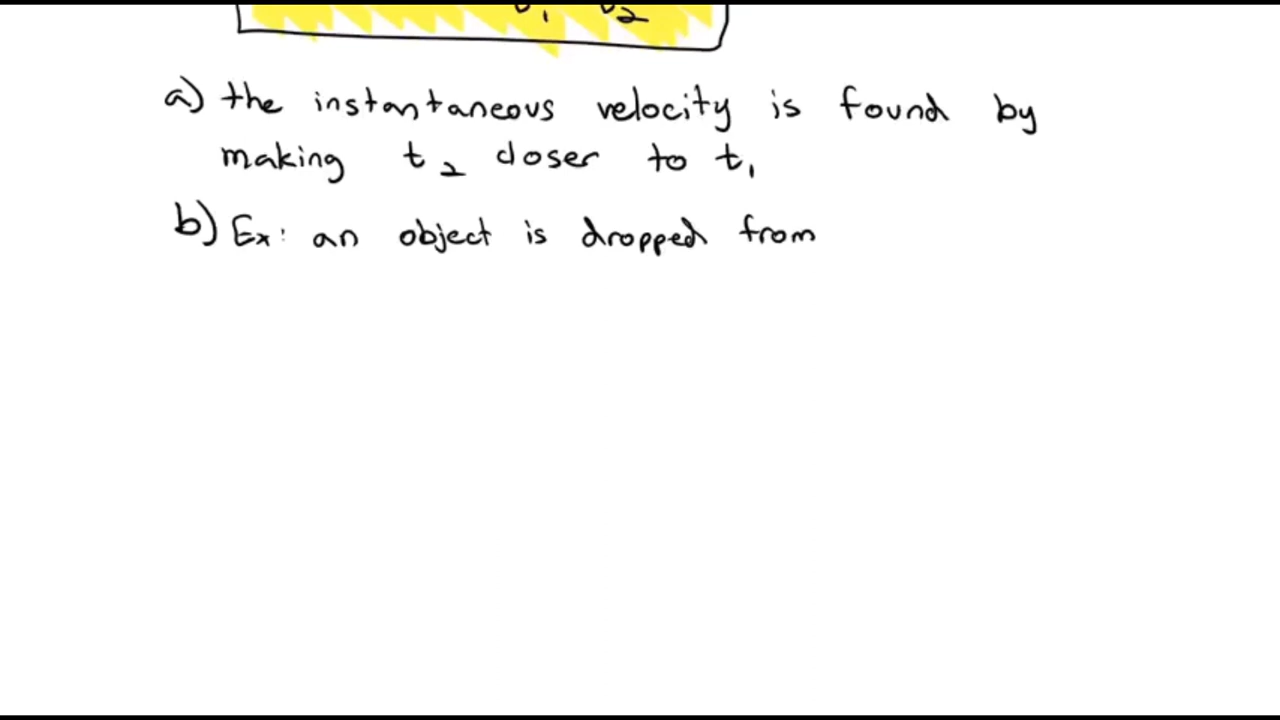 a) the instantaneous velocity is found by
making t₂ closer to t₁
b) Ex: an object is dropped from